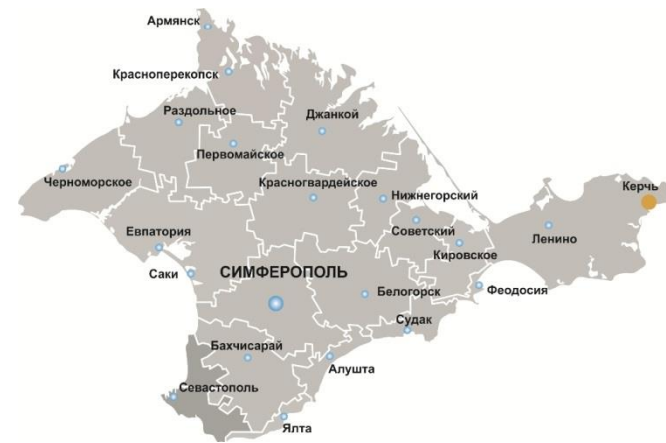 Армянск
Красноперекопск
Раздольное
Джанкой
Первомайское
Черноморское
Красногвардейское
Керчь
Нижнегорский
Советский
Евпатория
Ленино
Кировское
Саки
СИМФЕРОПОЛЬ
Феодосия
Белогорск
Судак
Бахчисарай
Алушта
Севастополь
Ялта